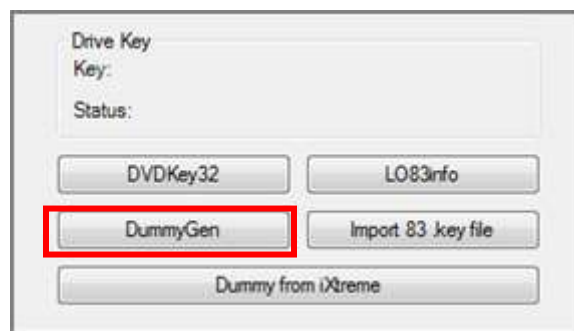 Drive Key
Key:
Status:
DVDKey32 LO83info
DummyGen Import 83 .key file
Dummy from iXtreme